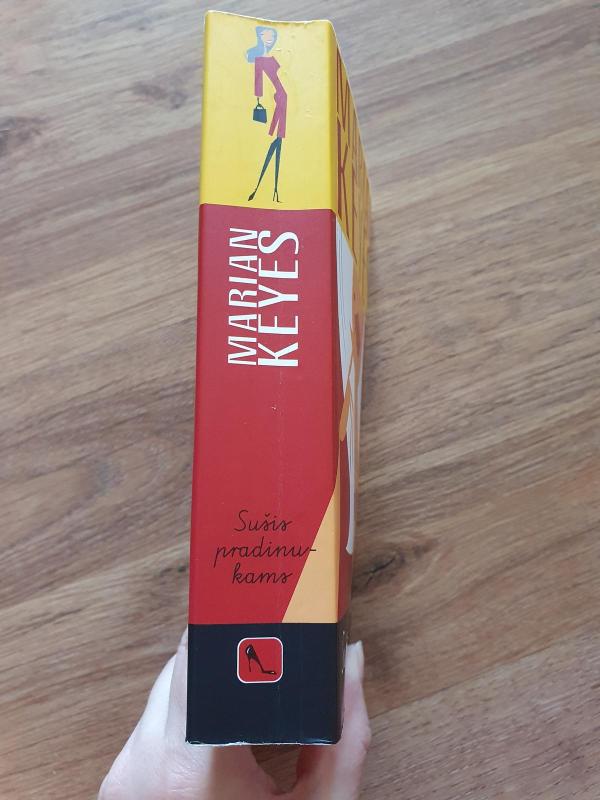 MARIAN
KEYES
Sušis
pradinu-
kams